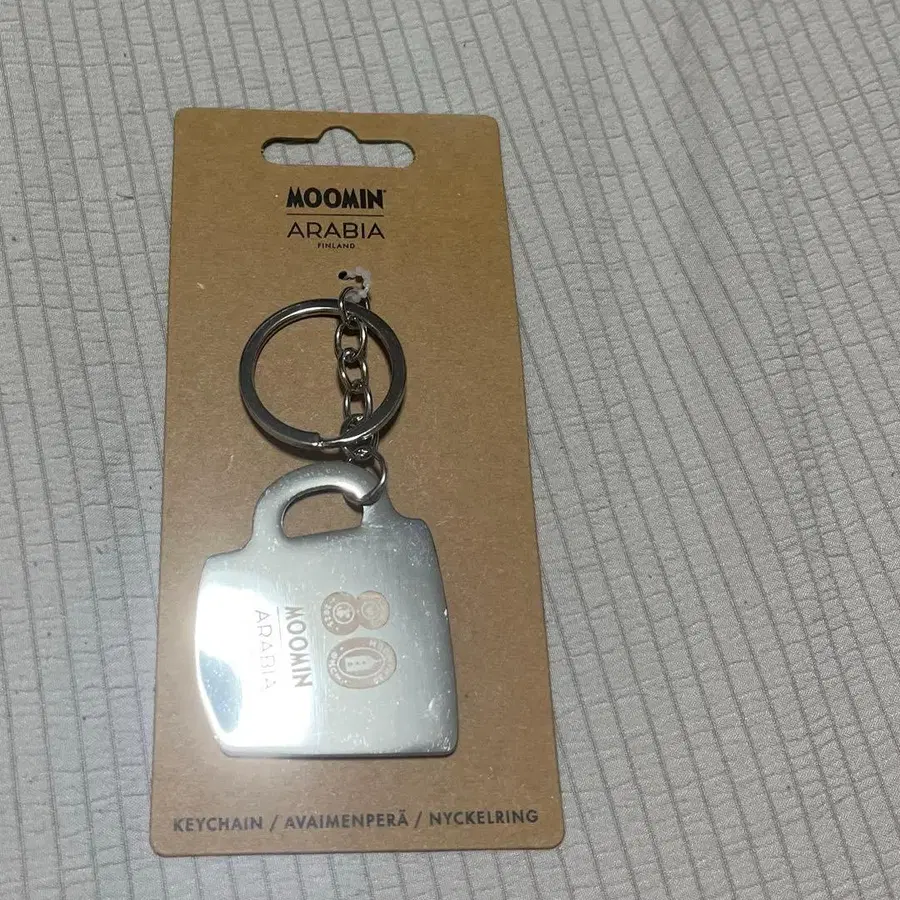 MOOMIN
ARABIA
FINLAND
80
MOOMIN
ARABIA
KEYCHAIN / AVAIMENPERÄ / NYCKELRING